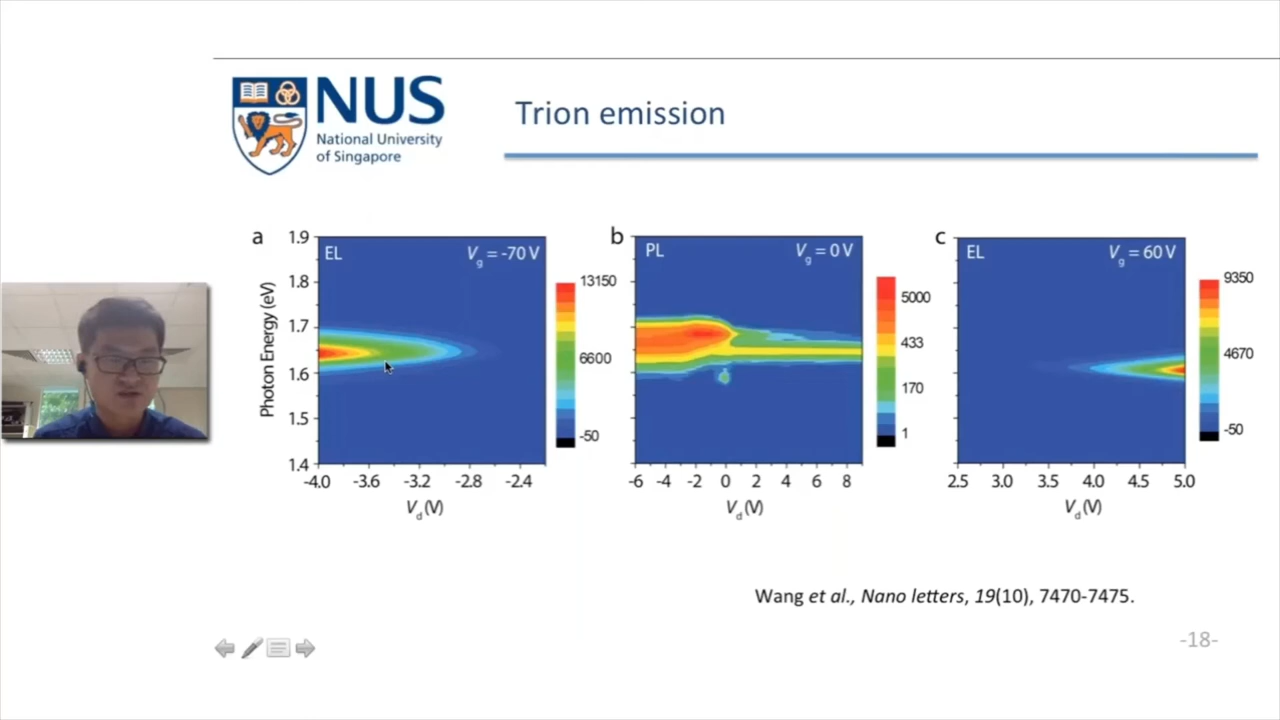 NUS
National University
of Singapore
Trion emission
a
1.9
1.8
1.7
1.6
1.5
1.4
Photon Energy (eV)
EL
Vg = -70 V
-4.0 -3.6 -3.2 -2.8 -2.4
Vd (V)
13150
6600
-50
b
PL
Vg = 0 V
-6 -4 -2 0 2 4 6 8
Vd (V)
5000
433
170
1
c
EL
Vg = 60 V
2.5 3.0 3.5 4.0 4.5 5.0
Vd (V)
9350
4670
-50
Wang et al., Nano letters, 19(10), 7470-7475.
-18-